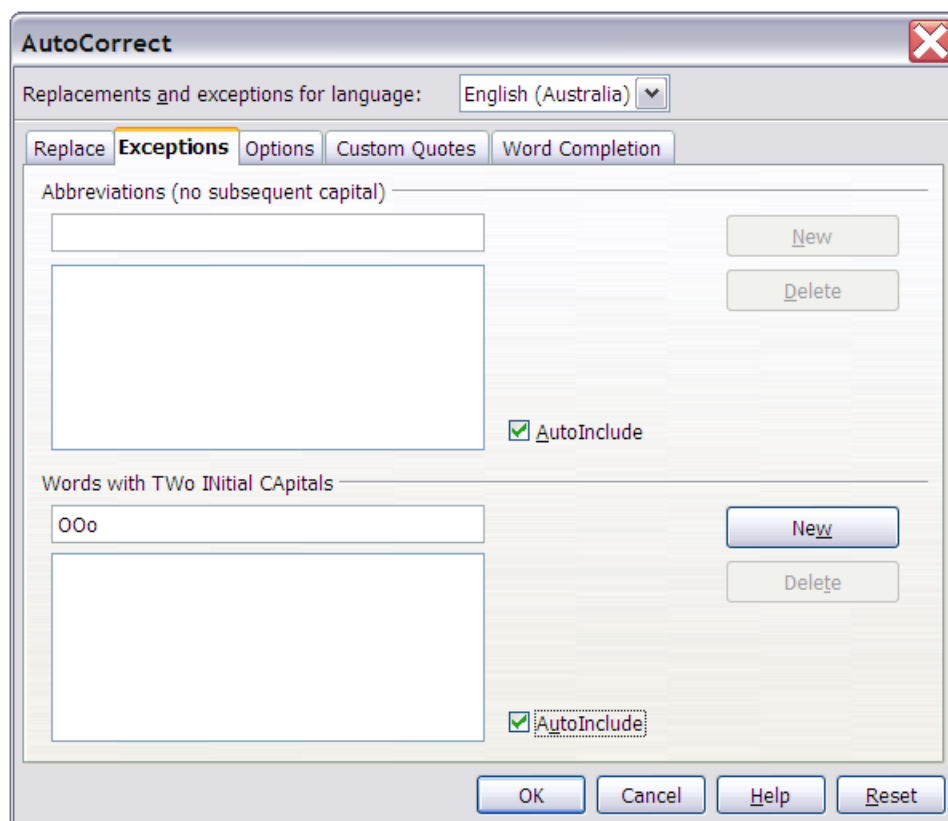 AutoCorrect
Replacements and exceptions for language: English (Australia)
Replace Exceptions Options Custom Quotes Word Completion
Abbreviations (no subsequent capital)
New
Delete
AutoInclude
Words with TWo INitial CApitals
OOo New
Delete
AutoInclude
OK Cancel Help Reset